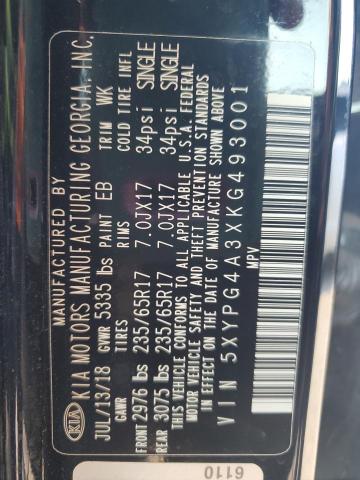 MANUFACTURED BY
KIA KIA MOTORS MANUFACTURING GEORGIA, INC.
JUL/13/18 GVWR 5335 lbs PAINT EB TRIM WK
GAWR TIRES RIMS COLD TIRE INFL
FRONT 2976 lbs 235/65R17 7.0JX17 34psi SINGLE
REAR 3075 lbs 235/65R17 7.0JX17 34psi SINGLE
THIS VEHICLE CONFORMS TO ALL APPLICABLE U.S.A. FEDERAL
MOTOR VEHICLE SAFETY AND THEFT PREVENTION STANDARDS
IN EFFECT ON THE DATE OF MANUFACTURE SHOWN ABOVE
VIN 5XYPG4A3XKG493001
MPV
6110